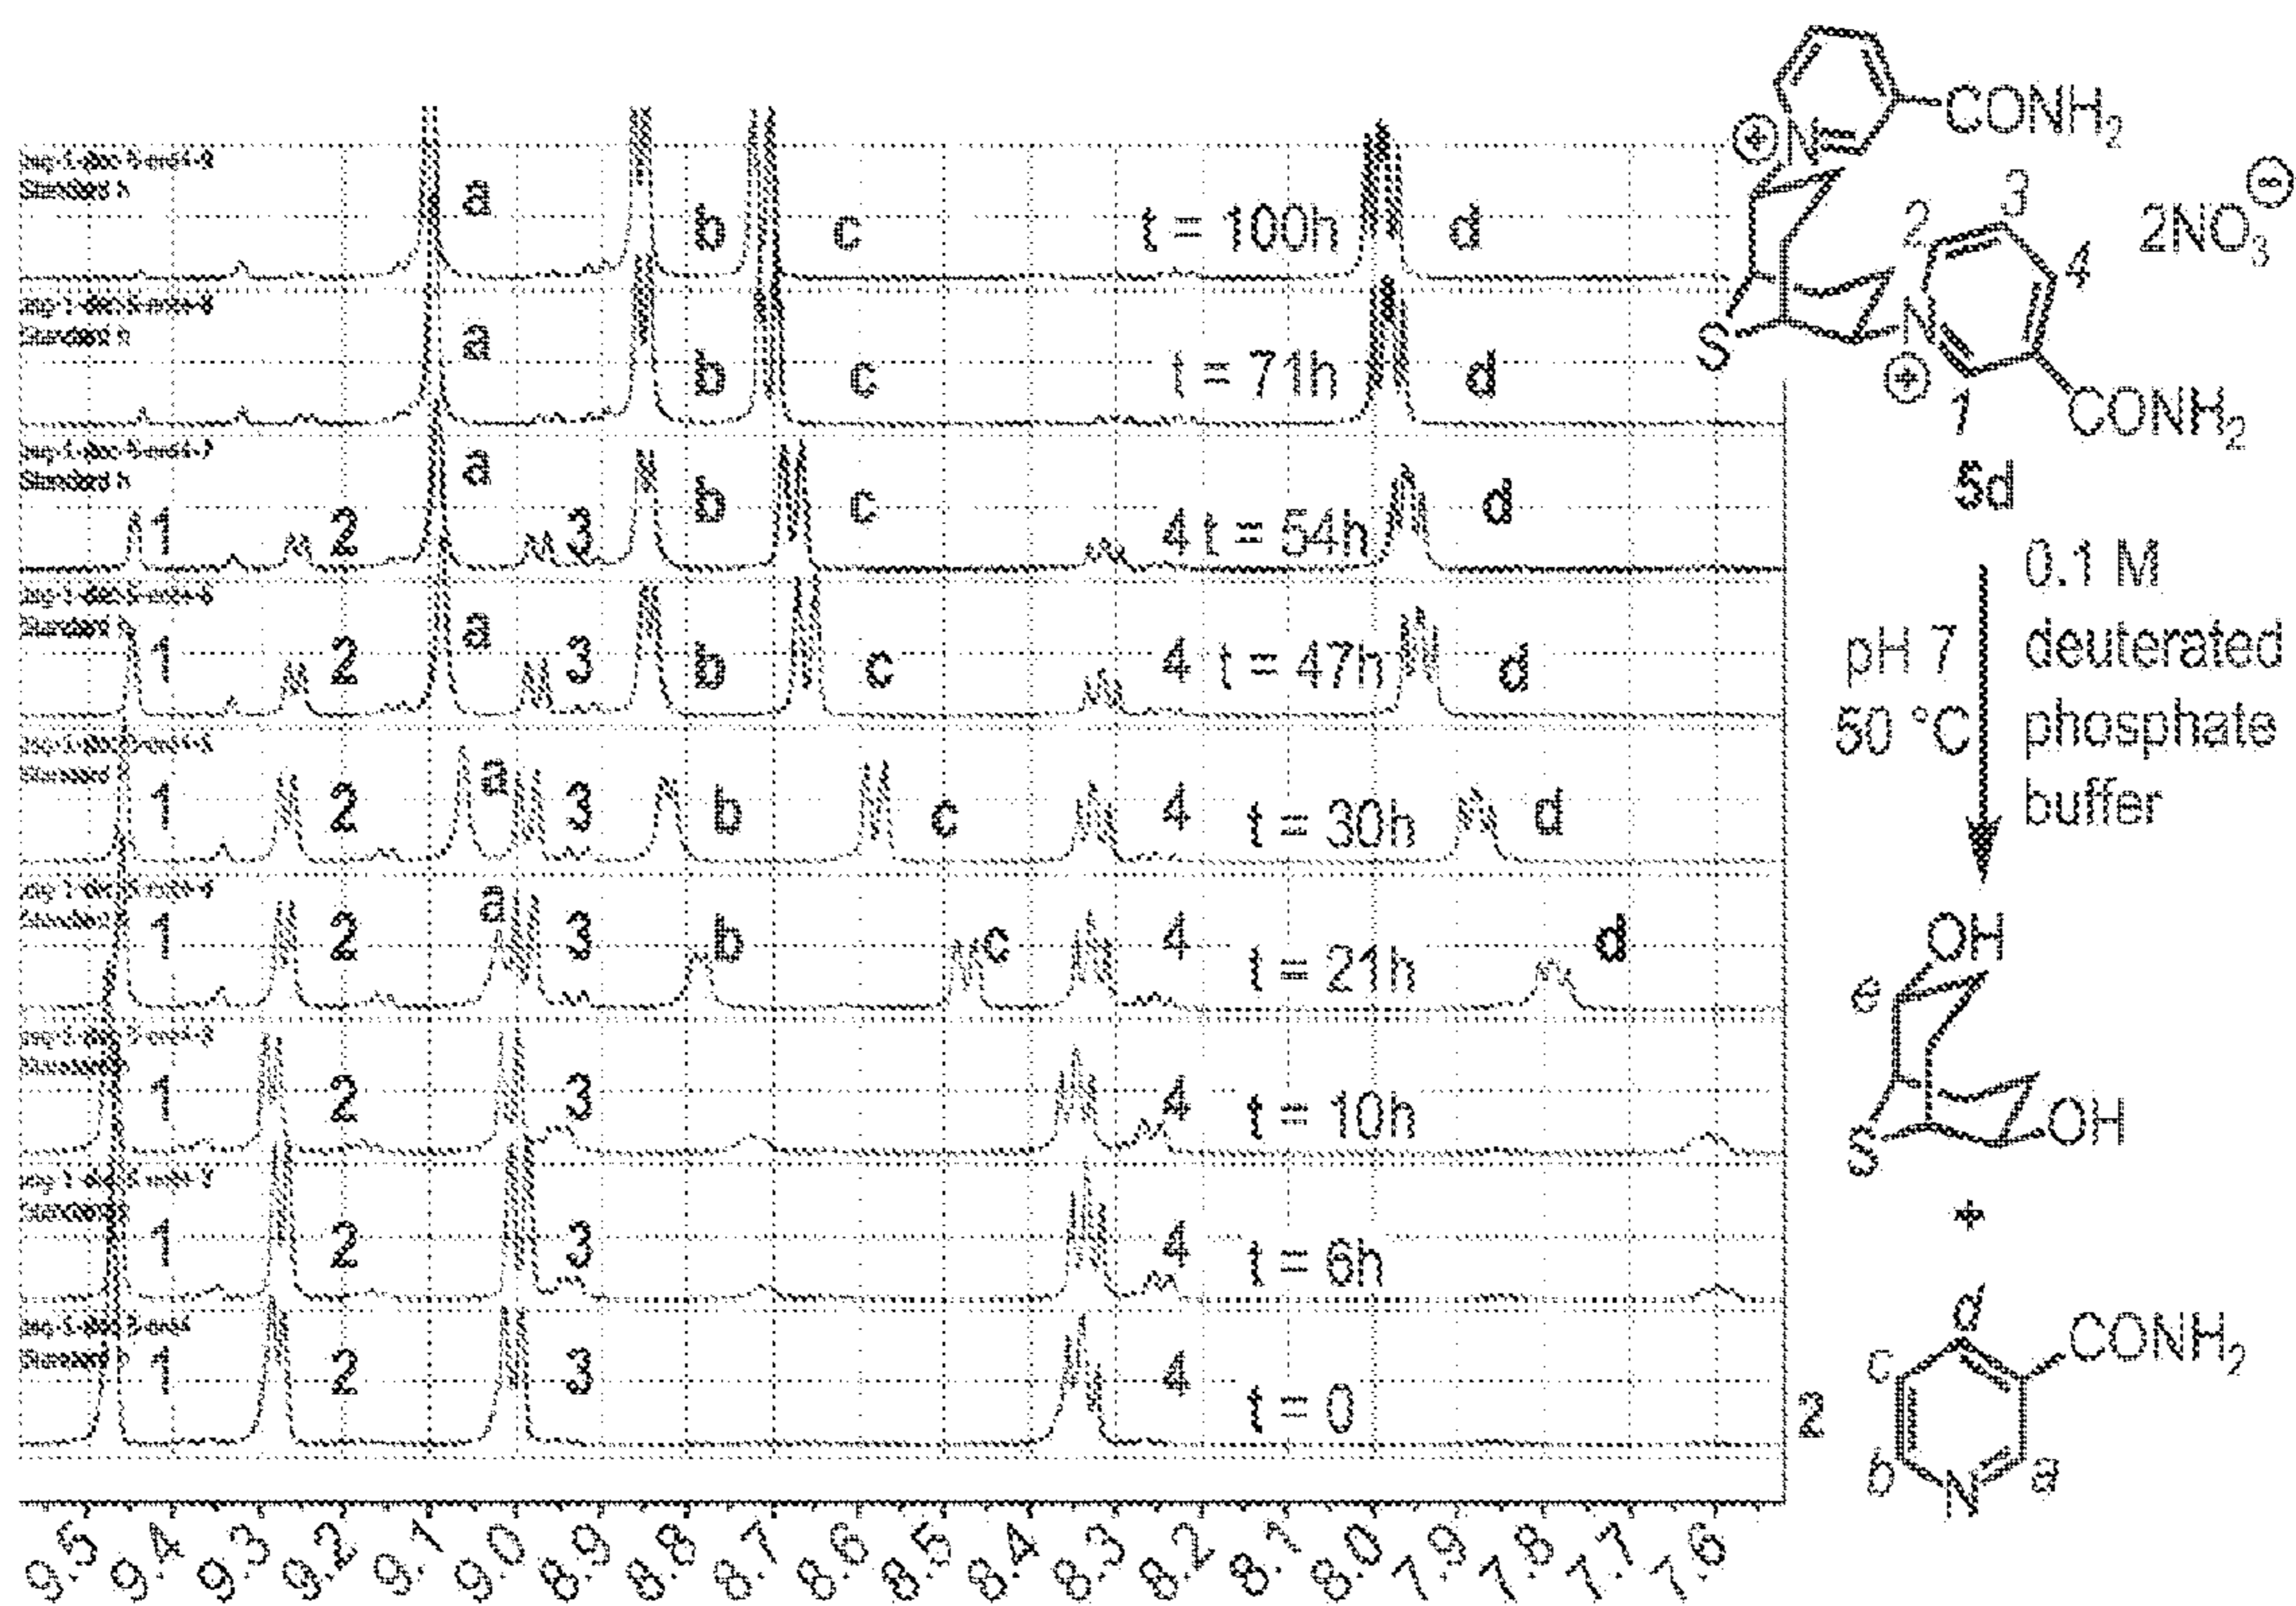 a b c t = 100h d
a b c t = 71h d
1 2 a 3 b c 4 t = 54h d
1 2 a 3 b c 4 t = 47h d
1 2 a 3 b c 4 t = 30h d
1 2 a 3 b c 4 t = 21h d
1 2 3 4 t = 10h
1 2 3 4 t = 6h
1 2 3 4 t = 0
9.5 9.4 9.3 9.2 9.1 9.0 8.9 8.8 8.7 8.6 8.5 8.4 8.3 8.2 8.1 8.0 7.9 7.8 7.7 7.6
CONH2
⊕ N
2 3 4
2NO3 ⊖
S N ⊕
1 CONH2
5d
pH 7
50 °C
0.1 M
deuterated
phosphate
buffer
OH
e
S OH
+
d
c CONH2
2
b N a